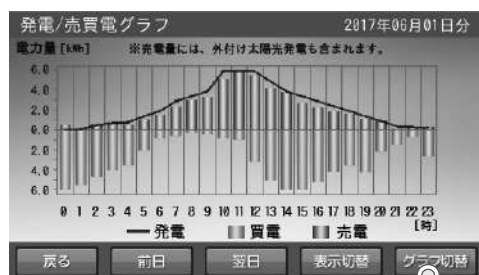 発電/売買電グラフ 2017年06月01日分
電力量[kWh] ※売電量には、外付け太陽光発電も含まれます。
6.0
4.0
2.0
0.0
2.0
4.0
6.0
0 1 2 3 4 5 6 7 8 9 10 11 12 13 14 15 16 17 18 19 20 21 22 23
[時]
発電 買電 売電
戻る 前日 翌日 表示切替 グラフ切替